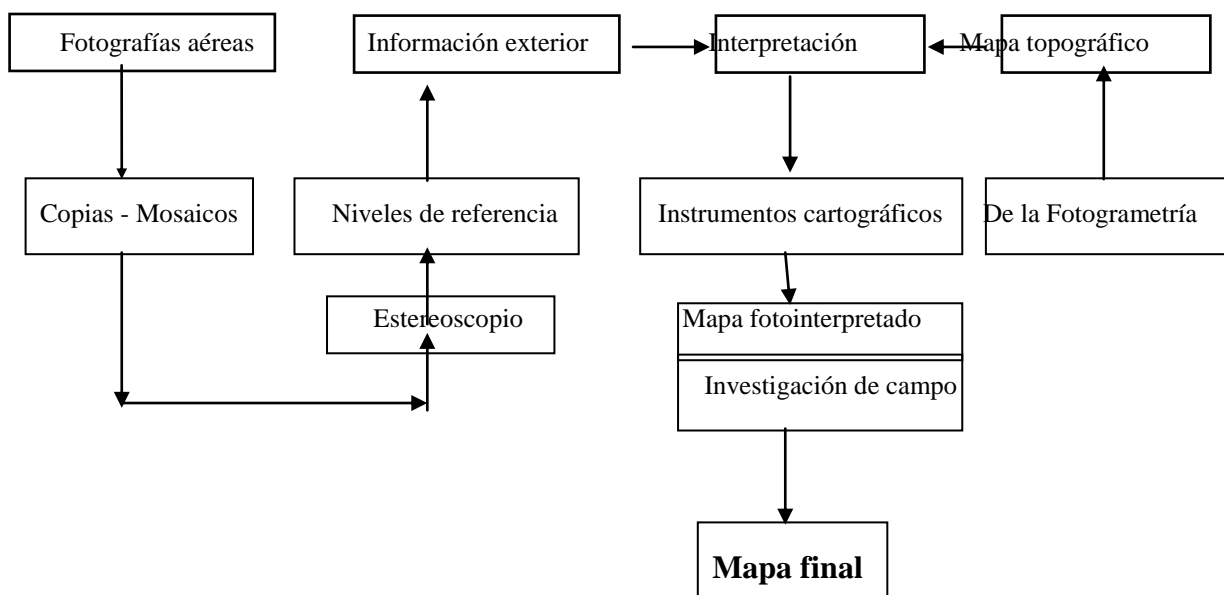 Fotografías aéreas
Información exterior
Interpretación
Mapa topográfico
Copias - Mosaicos
Niveles de referencia
Instrumentos cartográficos
De la Fotogrametría
Estereoscopio
Mapa fotointerpretado
Investigación de campo
Mapa final